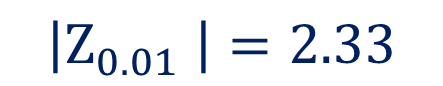 |Z₀.₀₁ | = 2.33